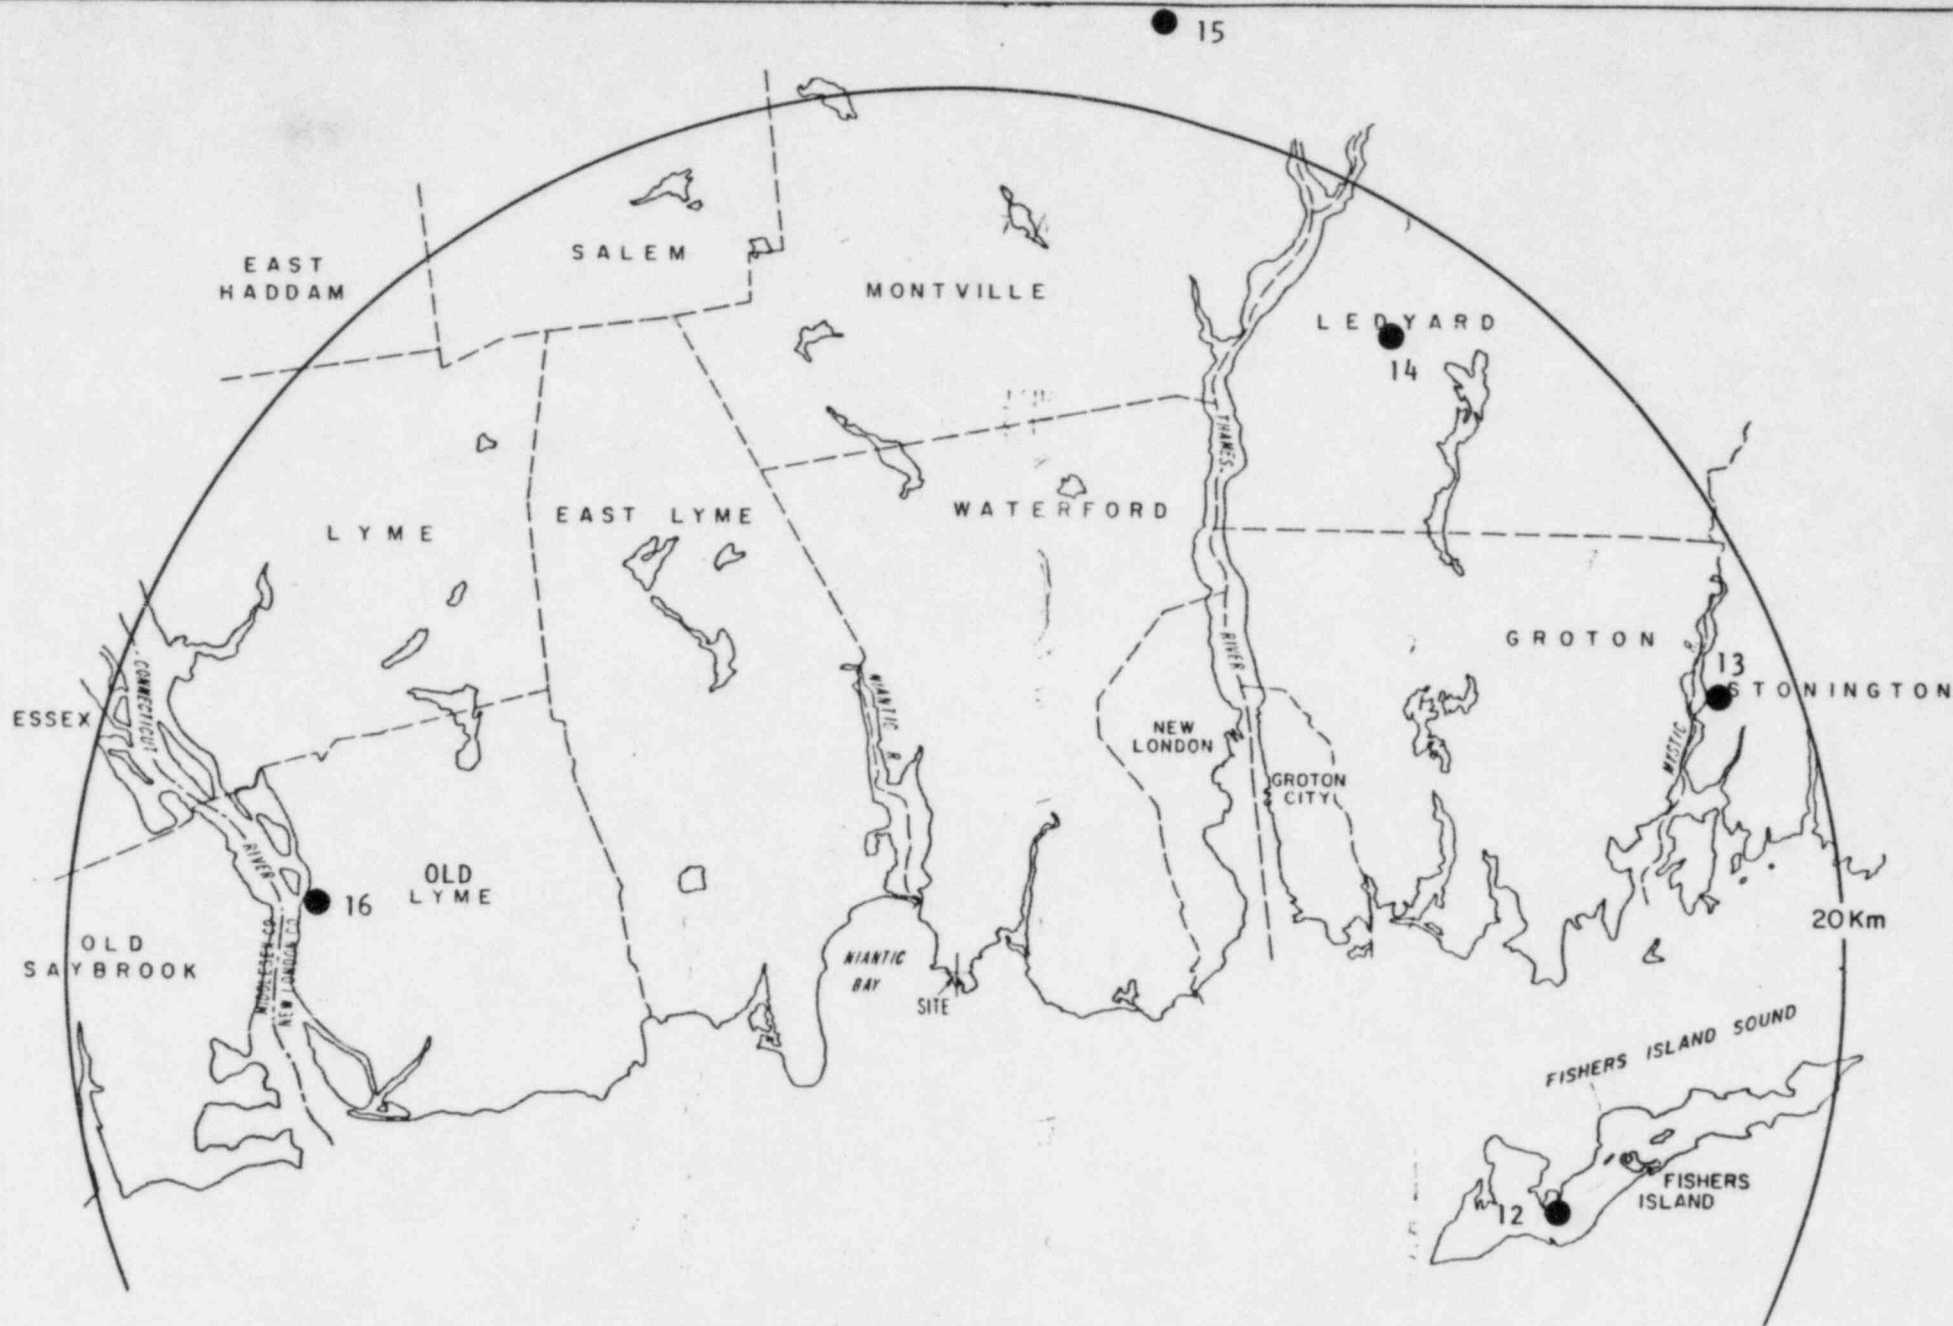 15
EAST
HADDAM
SALEM
MONTVILLE
LEDYARD
14
THAMES
LYME
EAST LYME
WATERFORD
GROTON
RIVER
13
STONINGTON
CONNECTICUT
ESSEX
NIANTIC R
NEW
LONDON
GROTON
CITY
MYSTIC
R.
RIVER
OLD
LYME
16
OLD
SAYBROOK
MIDDLESEX CO.
NEW LONDON CO.
NIANTIC
BAY
SITE
20Km
FISHERS ISLAND SOUND
FISHERS
ISLAND
12